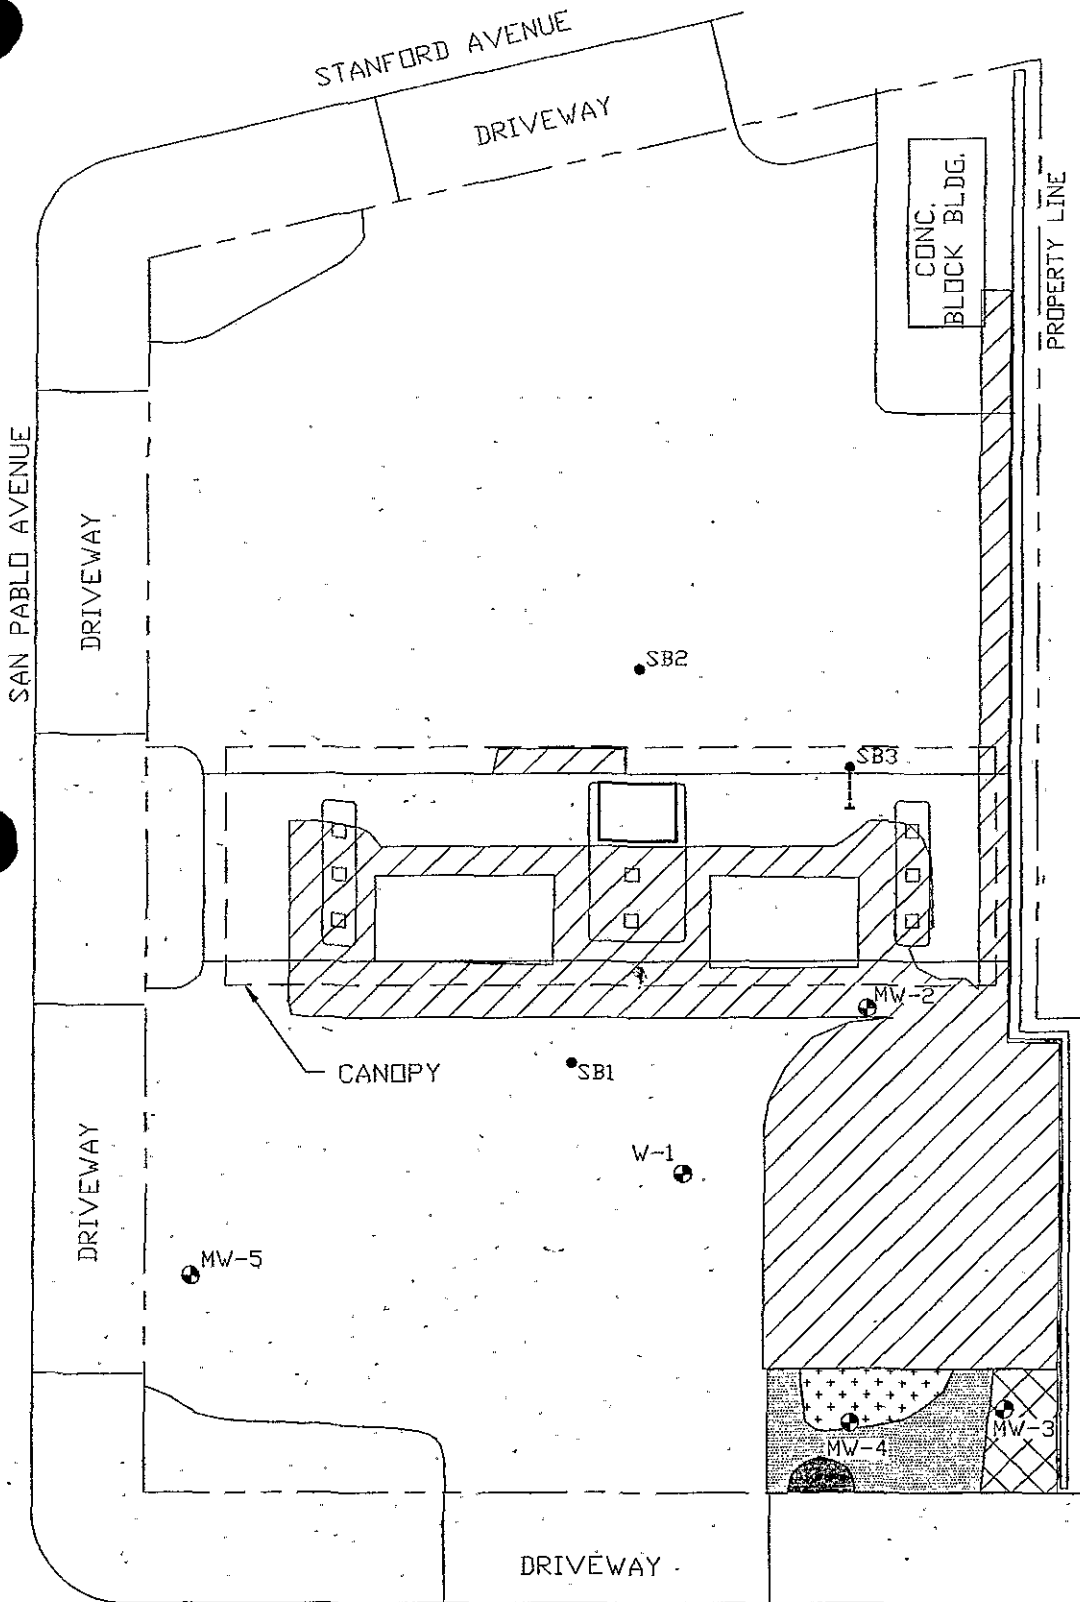 STANFORD AVENUE
DRIVEWAY
CONC.
BLOCK BLDG.
PROPERTY LINE
SAN PABLO AVENUE
DRIVEWAY
SB2
SB3
MW-2
CANOPY
SB1
W-1
DRIVEWAY
MW-5
MW-3
MW-4
DRIVEWAY